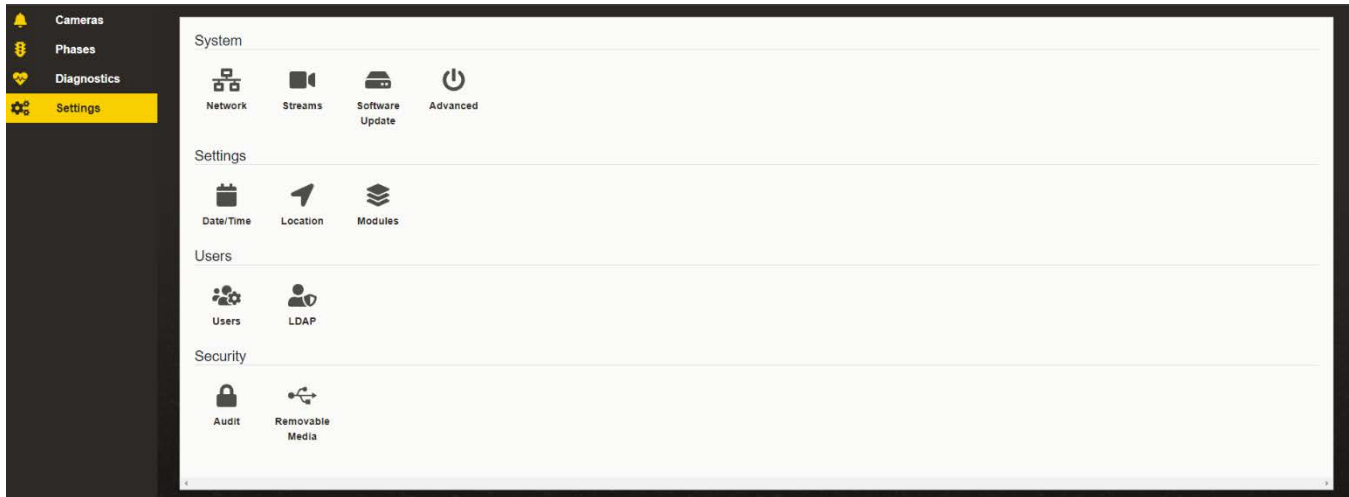 Cameras
Phases
Diagnostics
Settings
System
Network
Streams
Software
Update
Advanced
Settings
Date/Time
Location
Modules
Users
Users
LDAP
Security
Audit
Removable
Media